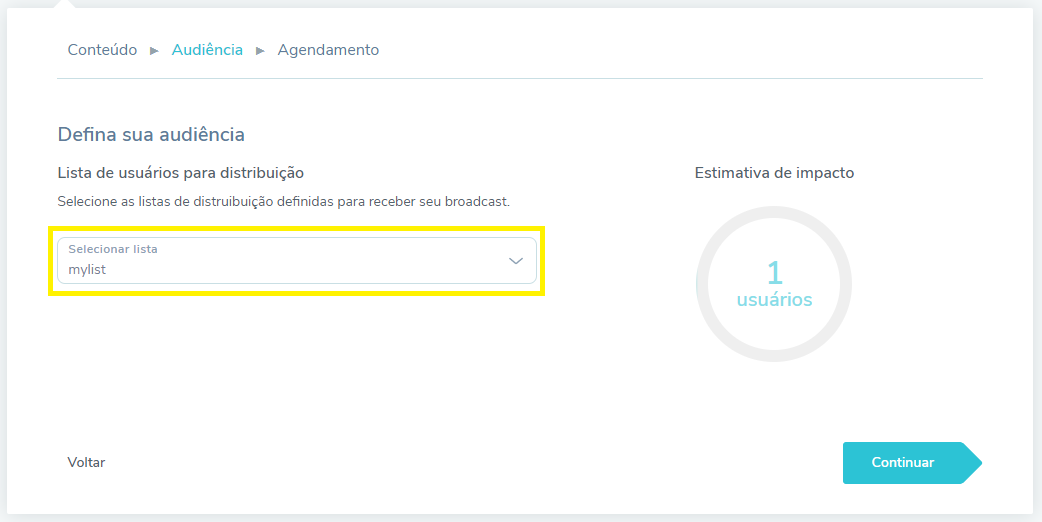 Conteúdo ► Audiência ► Agendamento
Defina sua audiência
Lista de usuários para distribuição
Selecione as listas de distruibuição definidas para receber seu broadcast.
Selecionar lista
mylist
Estimativa de impacto
1
usuários
Voltar
Continuar